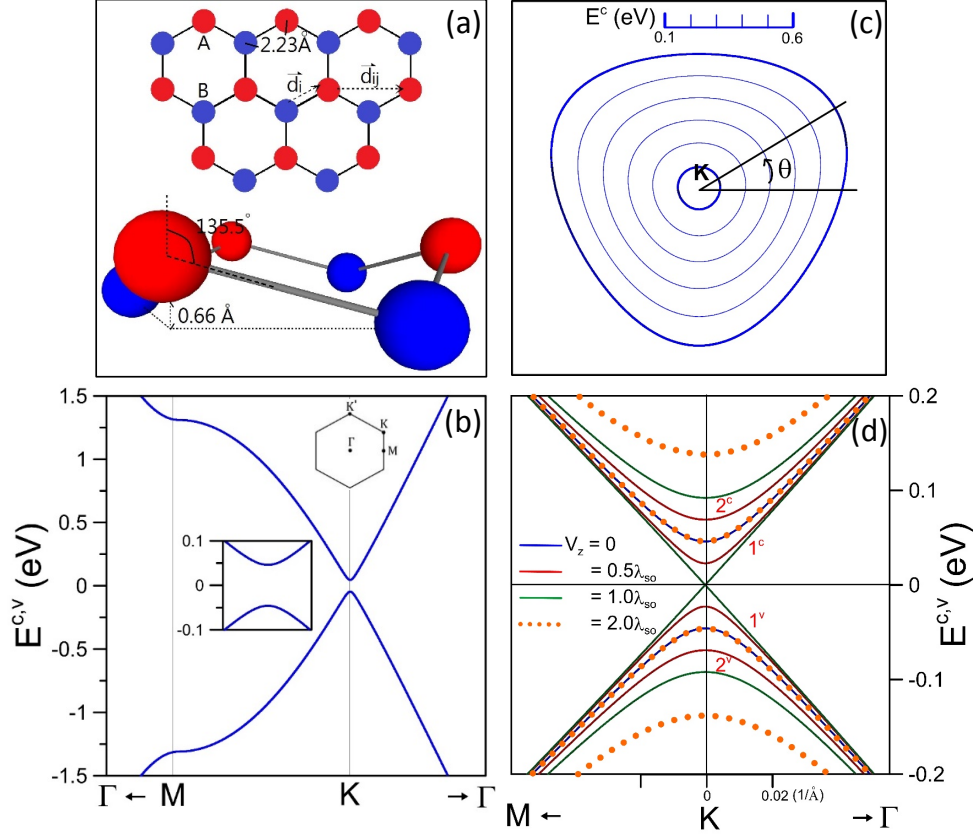 (a)
A
2.23Å
B
d⃗i
d⃗ij
135.5°
0.66 Å
E^c (eV)
0.1
0.6
(c)
K
θ
E^c,v (eV)
1.5
1
0.5
0
-0.5
-1
-1.5
(b)
K'
K
Γ
M
0.1
0
-0.1
Γ ← M
K
→ Γ
(d)
0.2
0.1
0
-0.1
-0.2
E^c,v (eV)
2^c
1^c
1^v
2^v
V_z = 0
= 0.5λ_so
= 1.0λ_so
= 2.0λ_so
0
0.02 (1/Å)
M ←
K
→ Γ